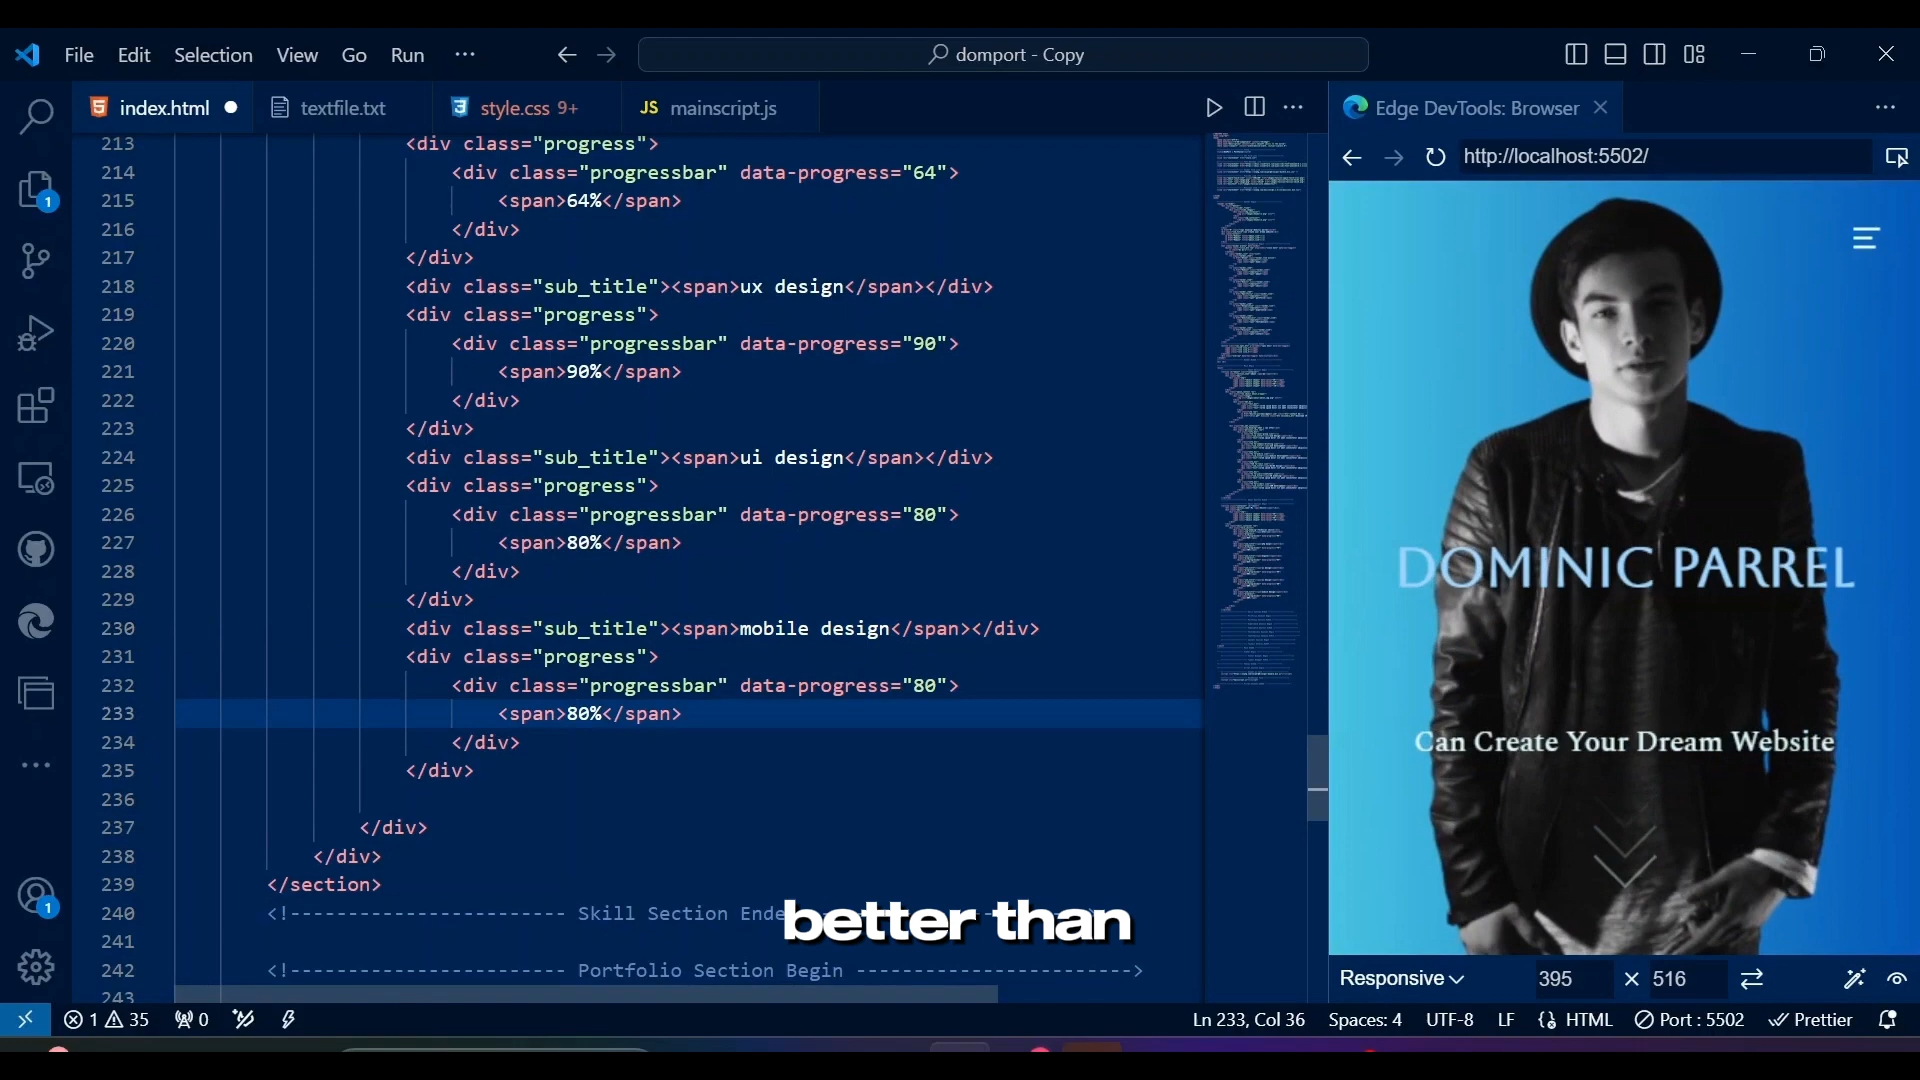 File Edit Selection View Go Run ···
domport - Copy
index.html
textfile.txt
style.css 9+
JS mainscript.js
Edge DevTools: Browser
http://localhost:5502/
213 <div class="progress">
214 <div class="progressbar" data-progress="64">
215 <span>64%</span>
216 </div>
217 </div>
218 <div class="sub_title"><span>ux design</span></div>
219 <div class="progress">
220 <div class="progressbar" data-progress="90">
221 <span>90%</span>
222 </div>
223 </div>
224 <div class="sub_title"><span>ui design</span></div>
225 <div class="progress">
226 <div class="progressbar" data-progress="80">
227 <span>80%</span>
228 </div>
229 </div>
230 <div class="sub_title"><span>mobile design</span></div>
231 <div class="progress">
232 <div class="progressbar" data-progress="80">
233 <span>80%</span>
234 </div>
235 </div>
236
237 </div>
238 </div>
239 </section>
240 <!------------------------ Skill Section Ende
241
242 <!------------------------ Portfolio Section Begin ------------------------>
243
better than
1
1
DOMINIC PARREL
Can Create Your Dream Website
Responsive 395 × 516
1 35 0
Ln 233, Col 36 Spaces: 4 UTF-8 LF HTML Port : 5502 Prettier